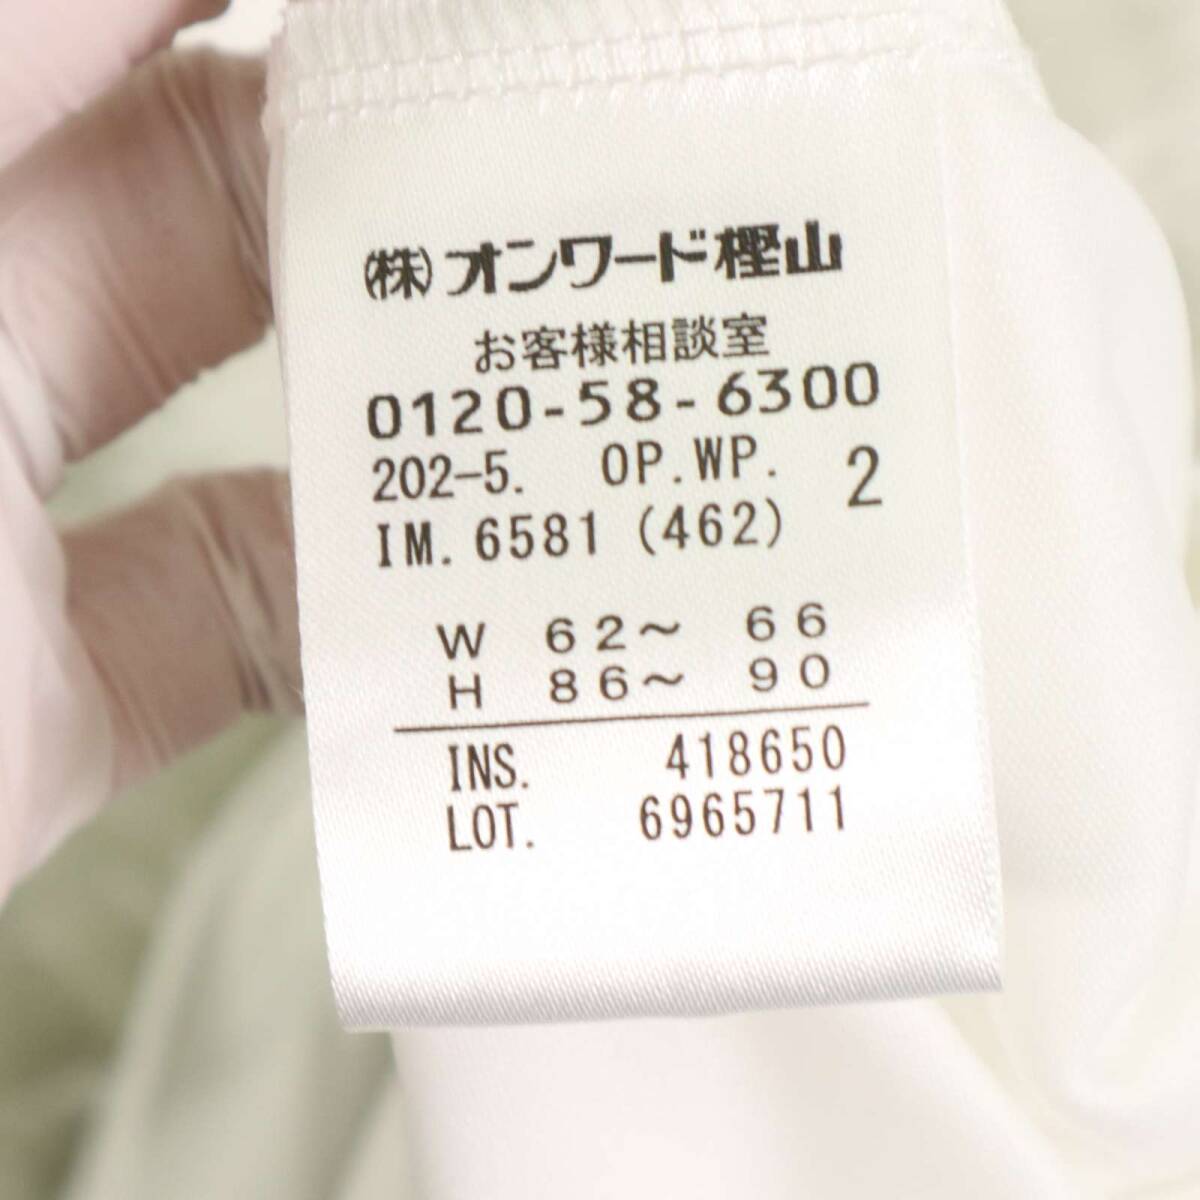 (株)オンワード樫山
お客様相談室
0120-58-6300
202-5. OP.WP. 2
IM.6581 (462)
W 62～ 66
H 86～ 90
INS. 418650
LOT. 6965711